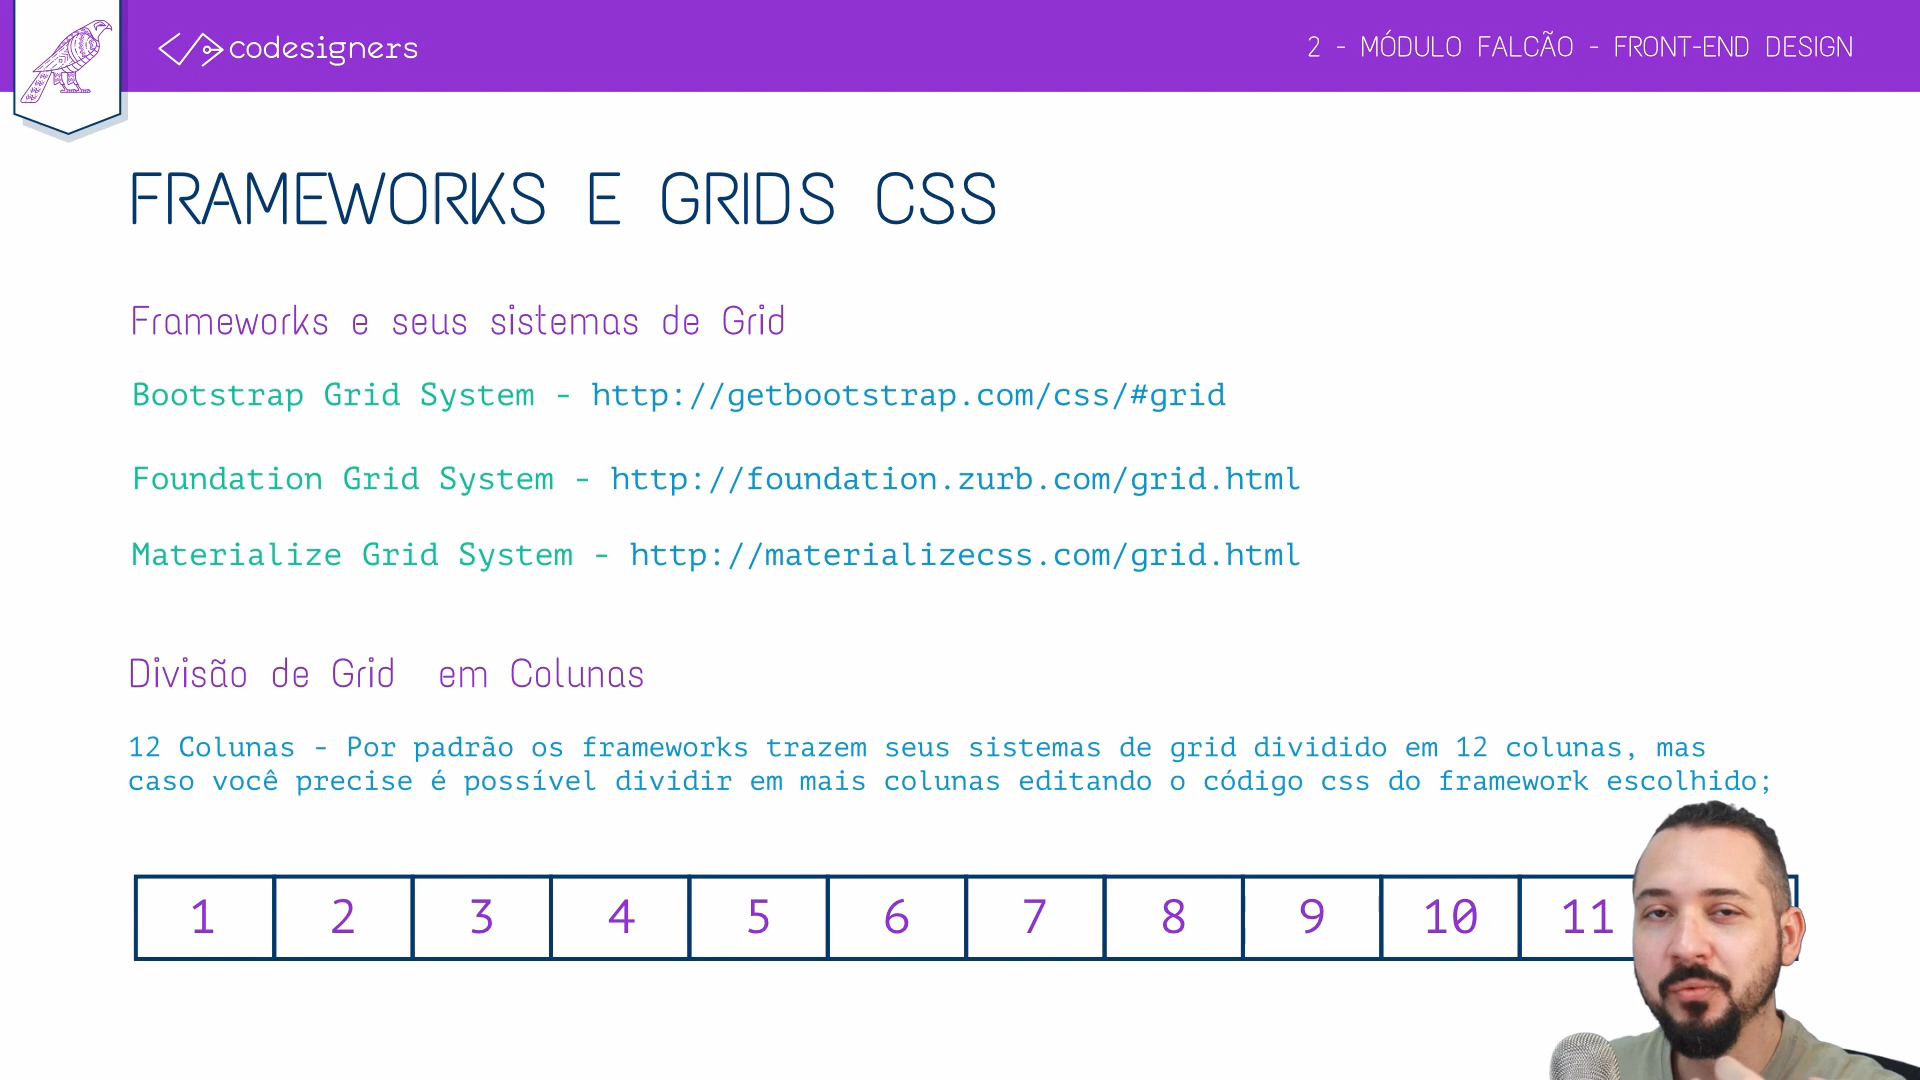 codesigners
2 - MÓDULO FALCÃO - FRONT-END DESIGN
FRAMEWORKS E GRIDS CSS
Frameworks e seus sistemas de Grid
Bootstrap Grid System - http://getbootstrap.com/css/#grid
Foundation Grid System - http://foundation.zurb.com/grid.html
Materialize Grid System - http://materializecss.com/grid.html
Divisão de Grid em Colunas
12 Colunas - Por padrão os frameworks trazem seus sistemas de grid dividido em 12 colunas, mas
caso você precise é possível dividir em mais colunas editando o código css do framework escolhido;
1 2 3 4 5 6 7 8 9 10 11